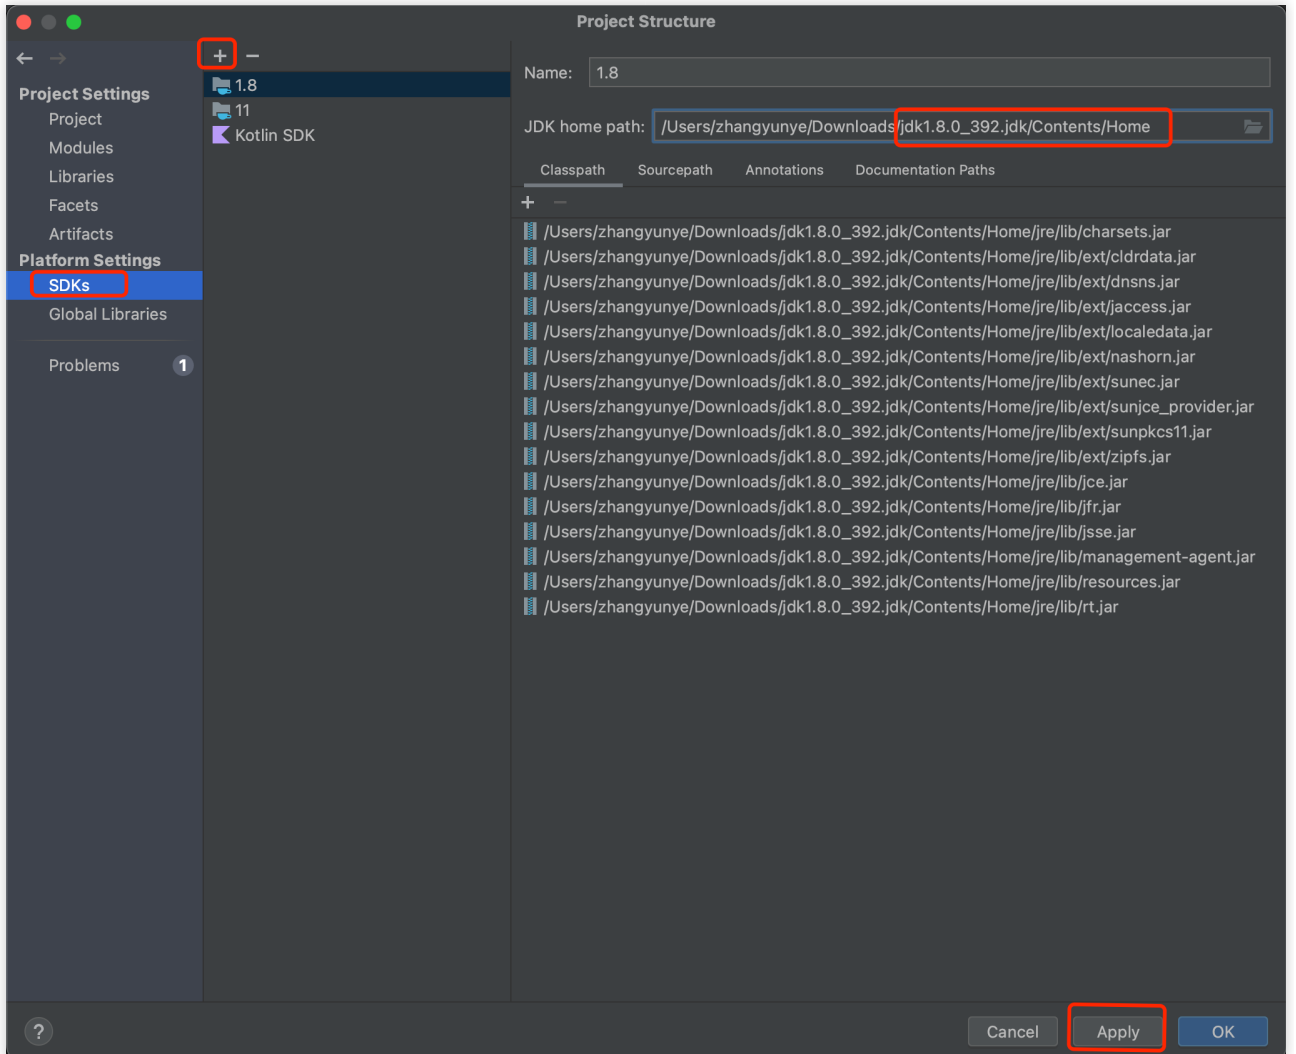 Project Structure
Project Settings
Project
Modules
Libraries
Facets
Artifacts
Platform Settings
SDKs
Global Libraries
Problems 1
1.8
11
Kotlin SDK
Name: 1.8
JDK home path: /Users/zhangyunye/Downloads/jdk1.8.0_392.jdk/Contents/Home
Classpath Sourcepath Annotations Documentation Paths
/Users/zhangyunye/Downloads/jdk1.8.0_392.jdk/Contents/Home/jre/lib/charsets.jar
/Users/zhangyunye/Downloads/jdk1.8.0_392.jdk/Contents/Home/jre/lib/ext/cldrdata.jar
/Users/zhangyunye/Downloads/jdk1.8.0_392.jdk/Contents/Home/jre/lib/ext/dnsns.jar
/Users/zhangyunye/Downloads/jdk1.8.0_392.jdk/Contents/Home/jre/lib/ext/jaccess.jar
/Users/zhangyunye/Downloads/jdk1.8.0_392.jdk/Contents/Home/jre/lib/ext/localedata.jar
/Users/zhangyunye/Downloads/jdk1.8.0_392.jdk/Contents/Home/jre/lib/ext/nashorn.jar
/Users/zhangyunye/Downloads/jdk1.8.0_392.jdk/Contents/Home/jre/lib/ext/sunec.jar
/Users/zhangyunye/Downloads/jdk1.8.0_392.jdk/Contents/Home/jre/lib/ext/sunjce_provider.jar
/Users/zhangyunye/Downloads/jdk1.8.0_392.jdk/Contents/Home/jre/lib/ext/sunpkcs11.jar
/Users/zhangyunye/Downloads/jdk1.8.0_392.jdk/Contents/Home/jre/lib/ext/zipfs.jar
/Users/zhangyunye/Downloads/jdk1.8.0_392.jdk/Contents/Home/jre/lib/jce.jar
/Users/zhangyunye/Downloads/jdk1.8.0_392.jdk/Contents/Home/jre/lib/jfr.jar
/Users/zhangyunye/Downloads/jdk1.8.0_392.jdk/Contents/Home/jre/lib/jsse.jar
/Users/zhangyunye/Downloads/jdk1.8.0_392.jdk/Contents/Home/jre/lib/management-agent.jar
/Users/zhangyunye/Downloads/jdk1.8.0_392.jdk/Contents/Home/jre/lib/resources.jar
/Users/zhangyunye/Downloads/jdk1.8.0_392.jdk/Contents/Home/jre/lib/rt.jar
? Cancel Apply OK